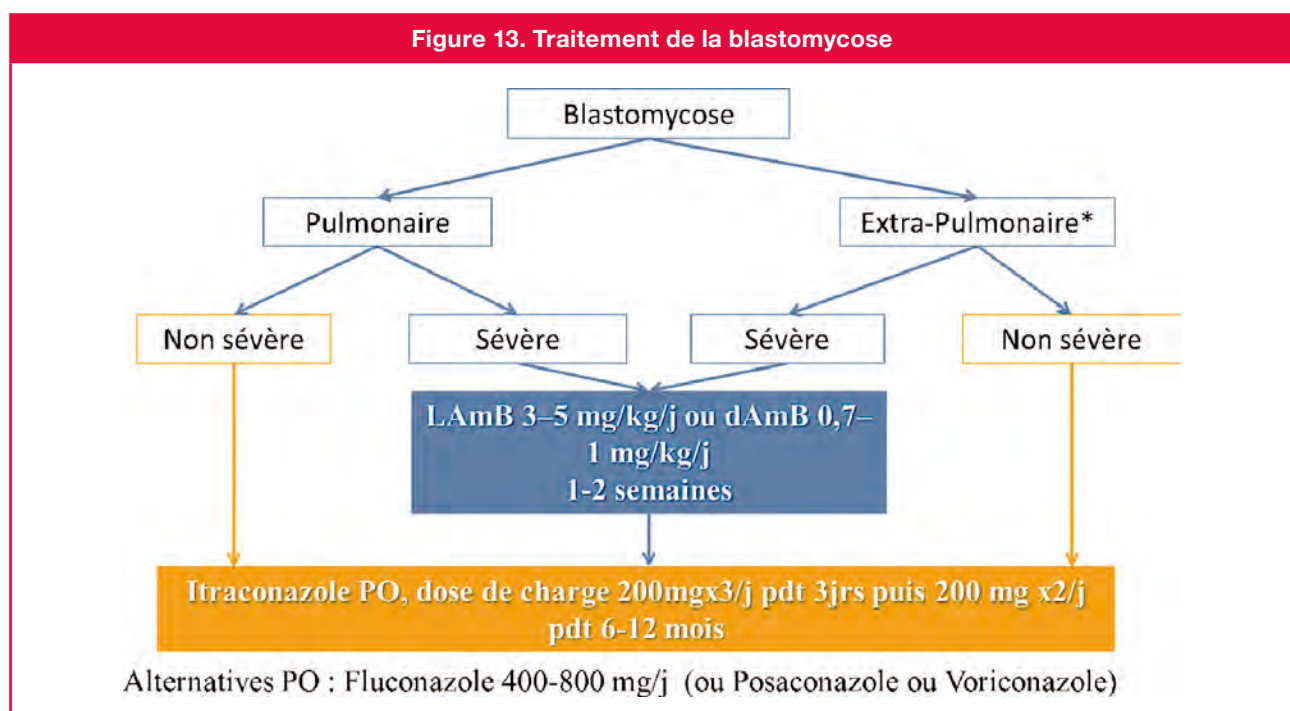 Figure 13. Traitement de la blastomycose
Blastomycose
Pulmonaire
Extra-Pulmonaire*
Non sévère
Sévère
Sévère
Non sévère
LAmB 3–5 mg/kg/j ou dAmB 0,7–
1 mg/kg/j
1-2 semaines
Itraconazole PO, dose de charge 200mgx3/j pdt 3jrs puis 200 mg x2/j
pdt 6-12 mois
Alternatives PO : Fluconazole 400-800 mg/j (ou Posaconazole ou Voriconazole)